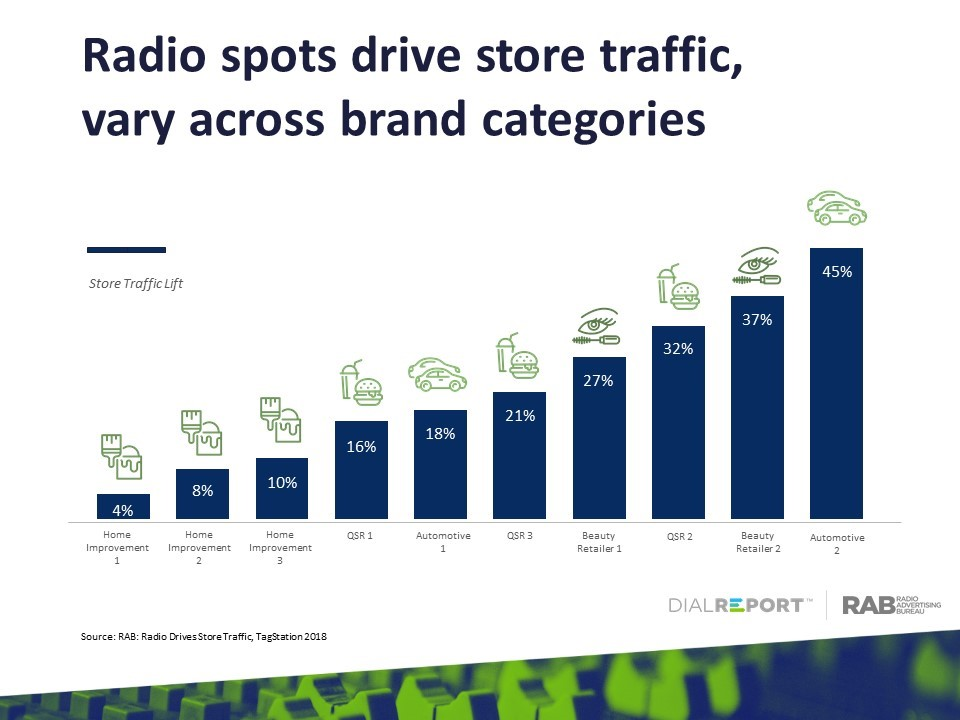 Radio spots drive store traffic,
vary across brand categories
Store Traffic Lift
4%
8%
10%
16%
18%
21%
27%
32%
37%
45%
Home
Improvement
1
Home
Improvement
2
Home
Improvement
3
QSR 1
Automotive
1
QSR 3
Beauty
Retailer 1
QSR 2
Beauty
Retailer 2
Automotive
2
DIALREPORT™
RAB RADIO
ADVERTISING
BUREAU
Source: RAB: Radio Drives Store Traffic, TagStation 2018